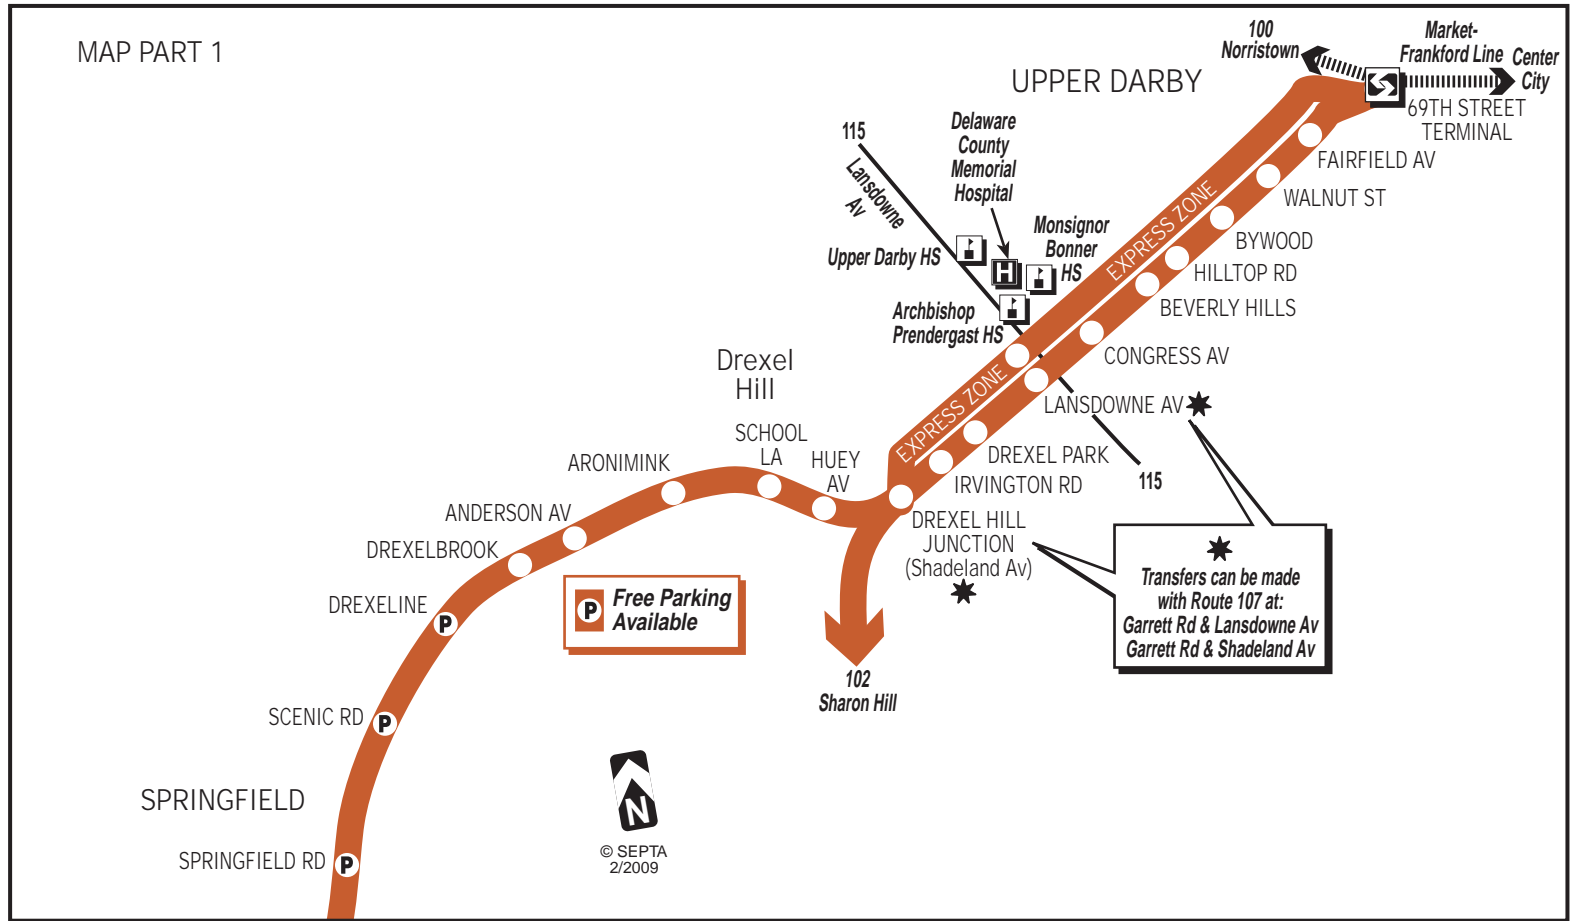 MAP PART 1
100
Norristown
Market-
Frankford Line
Center
City
UPPER DARBY
69TH STREET
TERMINAL
FAIRFIELD AV
WALNUT ST
BYWOOD
HILLTOP RD
BEVERLY HILLS
CONGRESS AV
LANSDOWNE AV
DREXEL PARK
IRVINGTON RD
DREXEL HILL
JUNCTION
(Shadeland Av)
EXPRESS ZONE
EXPRESS ZONE
115
Lansdowne
Av
Delaware
County
Memorial
Hospital
Upper Darby HS
H
Monsignor
Bonner
HS
Archbishop
Prendergast HS
115
Drexel
Hill
SCHOOL
LA
HUEY
AV
ARONIMINK
ANDERSON AV
DREXELBROOK
DREXELINE
P
SCENIC RD
P
SPRINGFIELD
SPRINGFIELD RD
P
P
Free Parking
Available
102
Sharon Hill
Transfers can be made
with Route 107 at:
Garrett Rd & Lansdowne Av
Garrett Rd & Shadeland Av
N
© SEPTA
2/2009